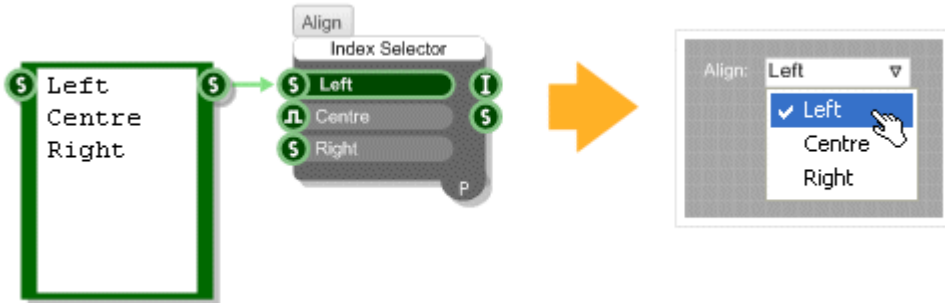 S
Left
Centre
Right
S
Align
Index Selector
S Left I
Centre S
S Right
P
Align: Left
Left
Centre
Right